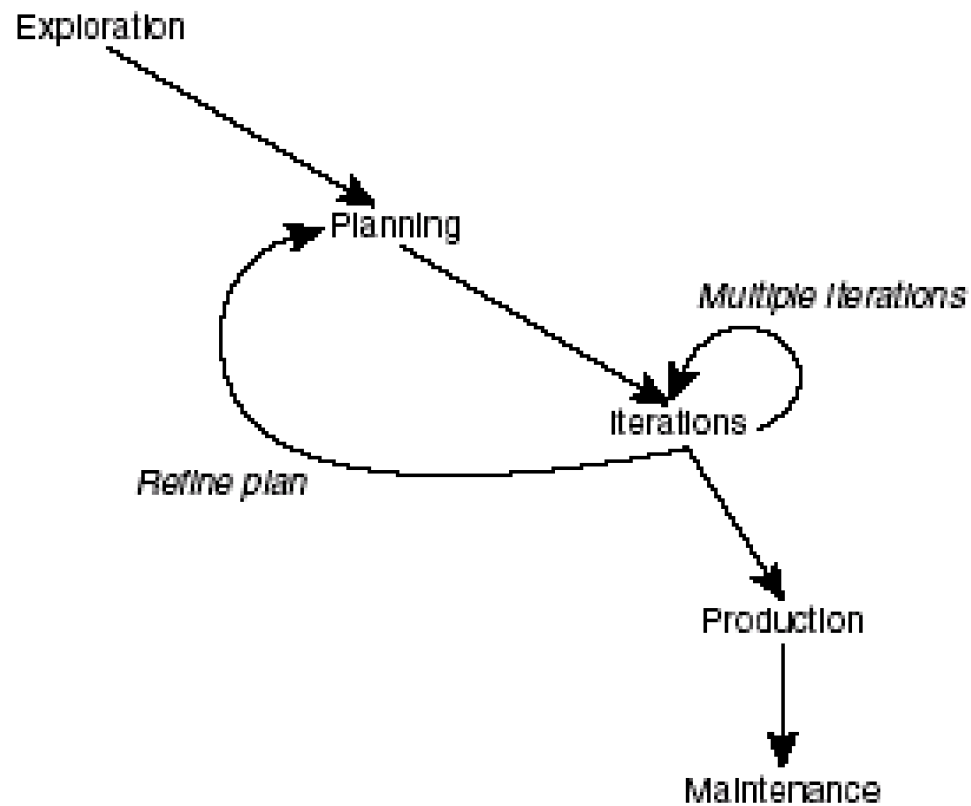 Exploration
Planning
Multiple iterations
Iterations
Refine plan
Production
Maintenance